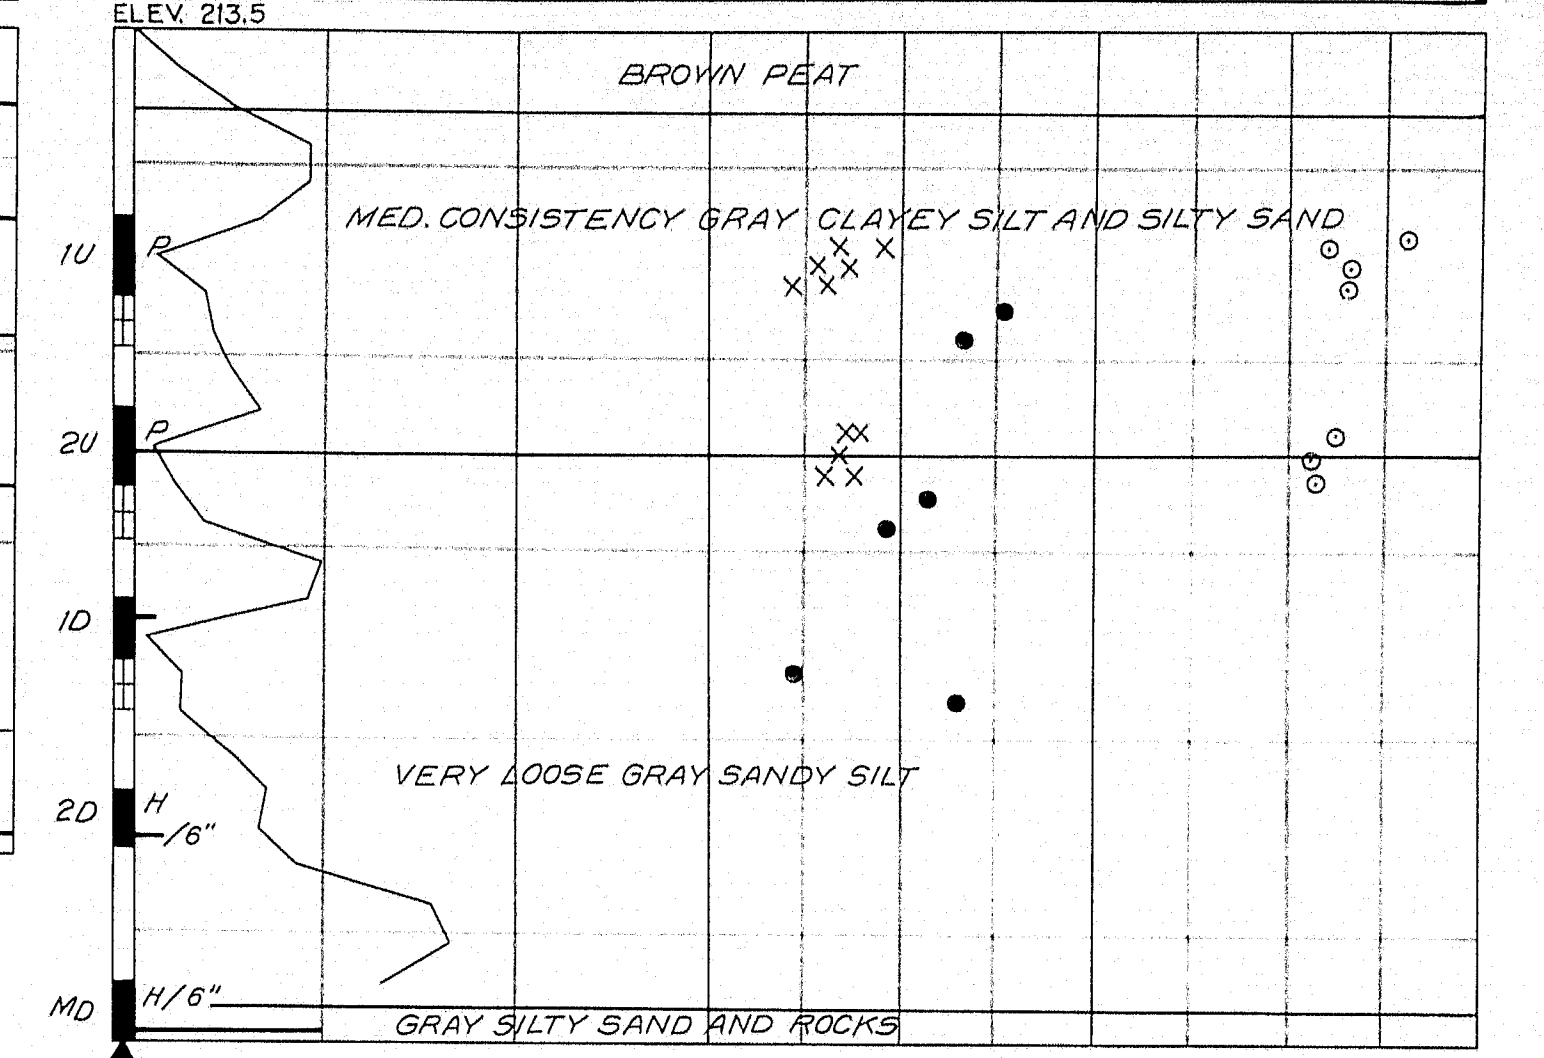 ELEV. 213.5
BROWN PEAT
MED. CONSISTENCY GRAY CLAYEY SILT AND SILTY SAND
1U P
2U P
1D
VERY LOOSE GRAY SANDY SILT
2D H
/6"
MD H/6"
GRAY SILTY SAND AND ROCKS